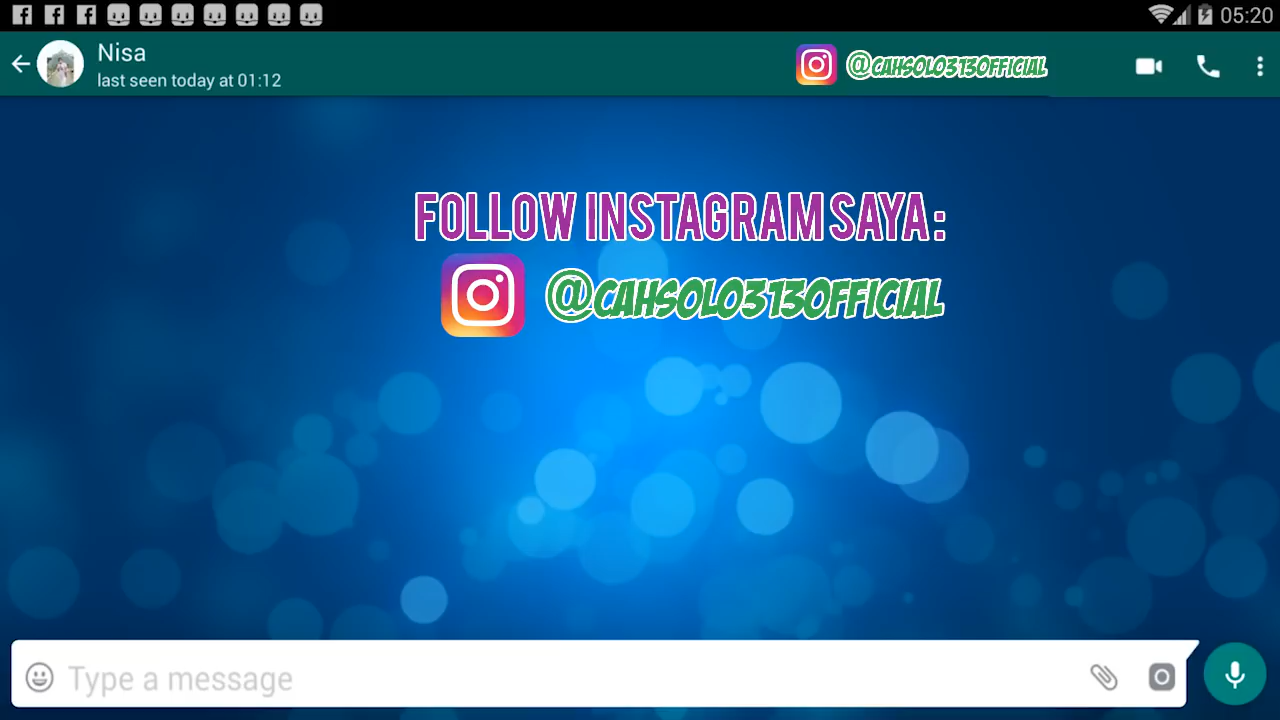 05:20
Nisa
last seen today at 01:12
@CAHSOLO313OFFICIAL
FOLLOW INSTAGRAM SAYA :
@CAHSOLO313OFFICIAL
Type a message